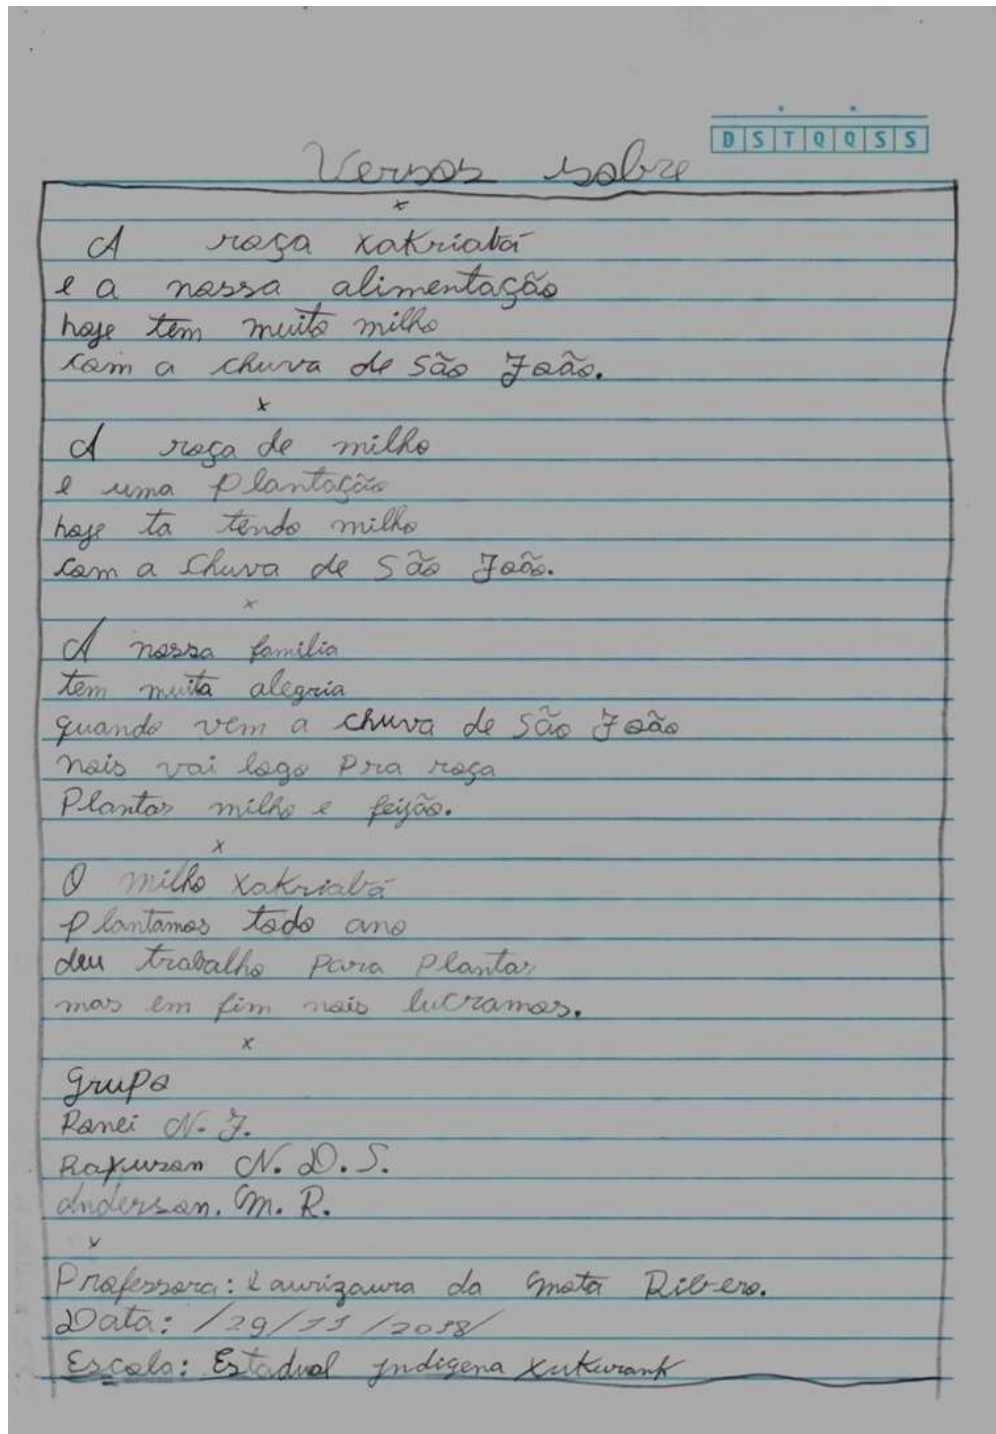 D S T Q Q S S
Versos sobre
x
A roça xakriabá
e a nossa alimentação
hoje tem muito milho
com a chuva de São João.
x
A roça de milho
e uma plantação
hoje ta tendo milho
com a chuva de São João.
x
A nossa familia
tem muita alegria
quando vem a chuva de São João
nois vai logo pra roça
Plantar milho e feijão.
x
O milho xakriabá
plantamos todo ano
deu trabalho para plantar
mas em fim nois lucramos.
x
Grupo
Ranei N. J.
N. D. S.
Anderson. M. R.
x
Professora: Laurizaura da Mota Ribero.
Data: /29/11/2018/
Escola: Estadual Indigena Xukurank